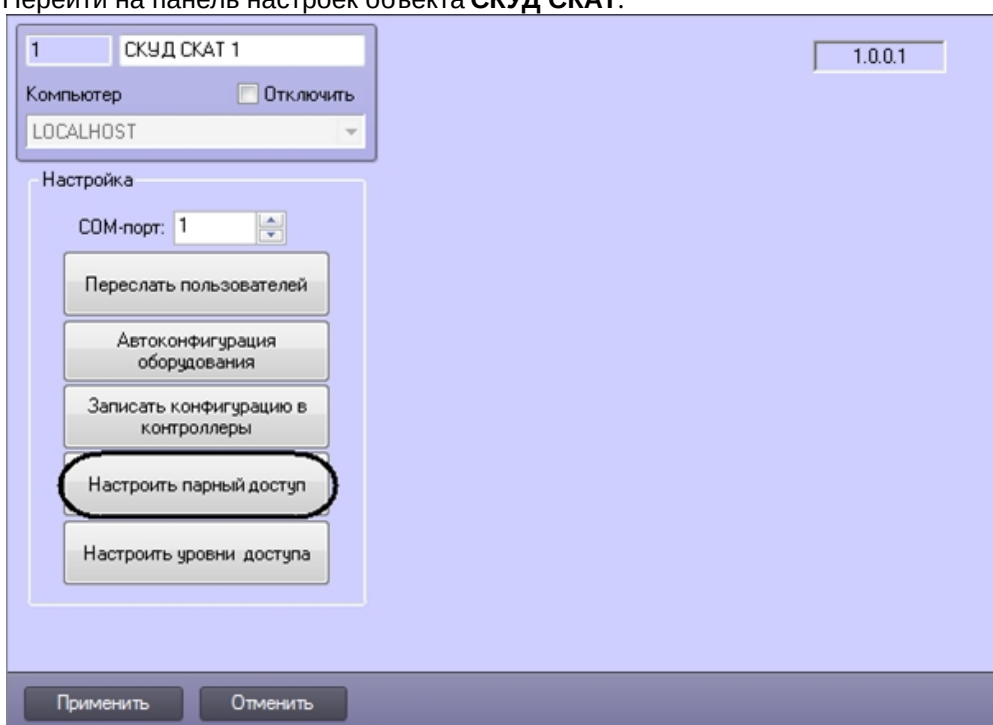 Перейти на панель настроек объекта СКУД СКАТ.
1 СКУД СКАТ 1
1.0.0.1
Компьютер Отключить
LOCALHOST
Настройка
COM-порт: 1
Переслать пользователей
Автоконфигурация
оборудования
Записать конфигурацию в
контроллеры
Настроить парный доступ
Настроить уровни доступа
Применить Отменить